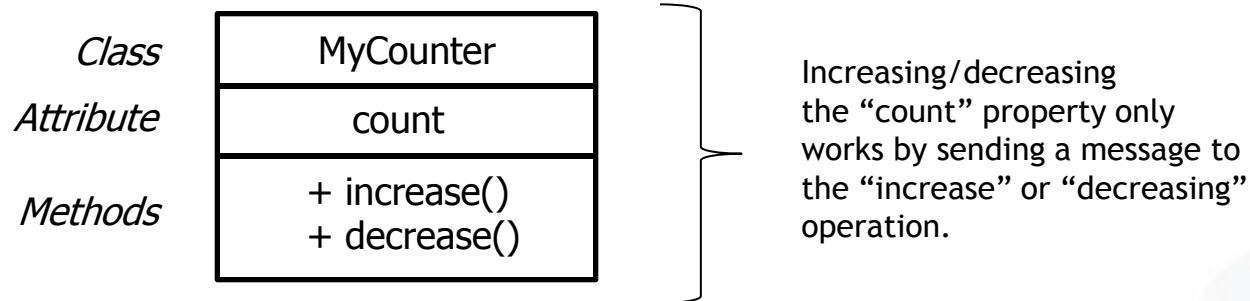 Class
MyCounter
Attribute
count
Methods
+ increase()
+ decrease()
Increasing/decreasing
the “count” property only
works by sending a message to
the “increase” or “decreasing”
operation.